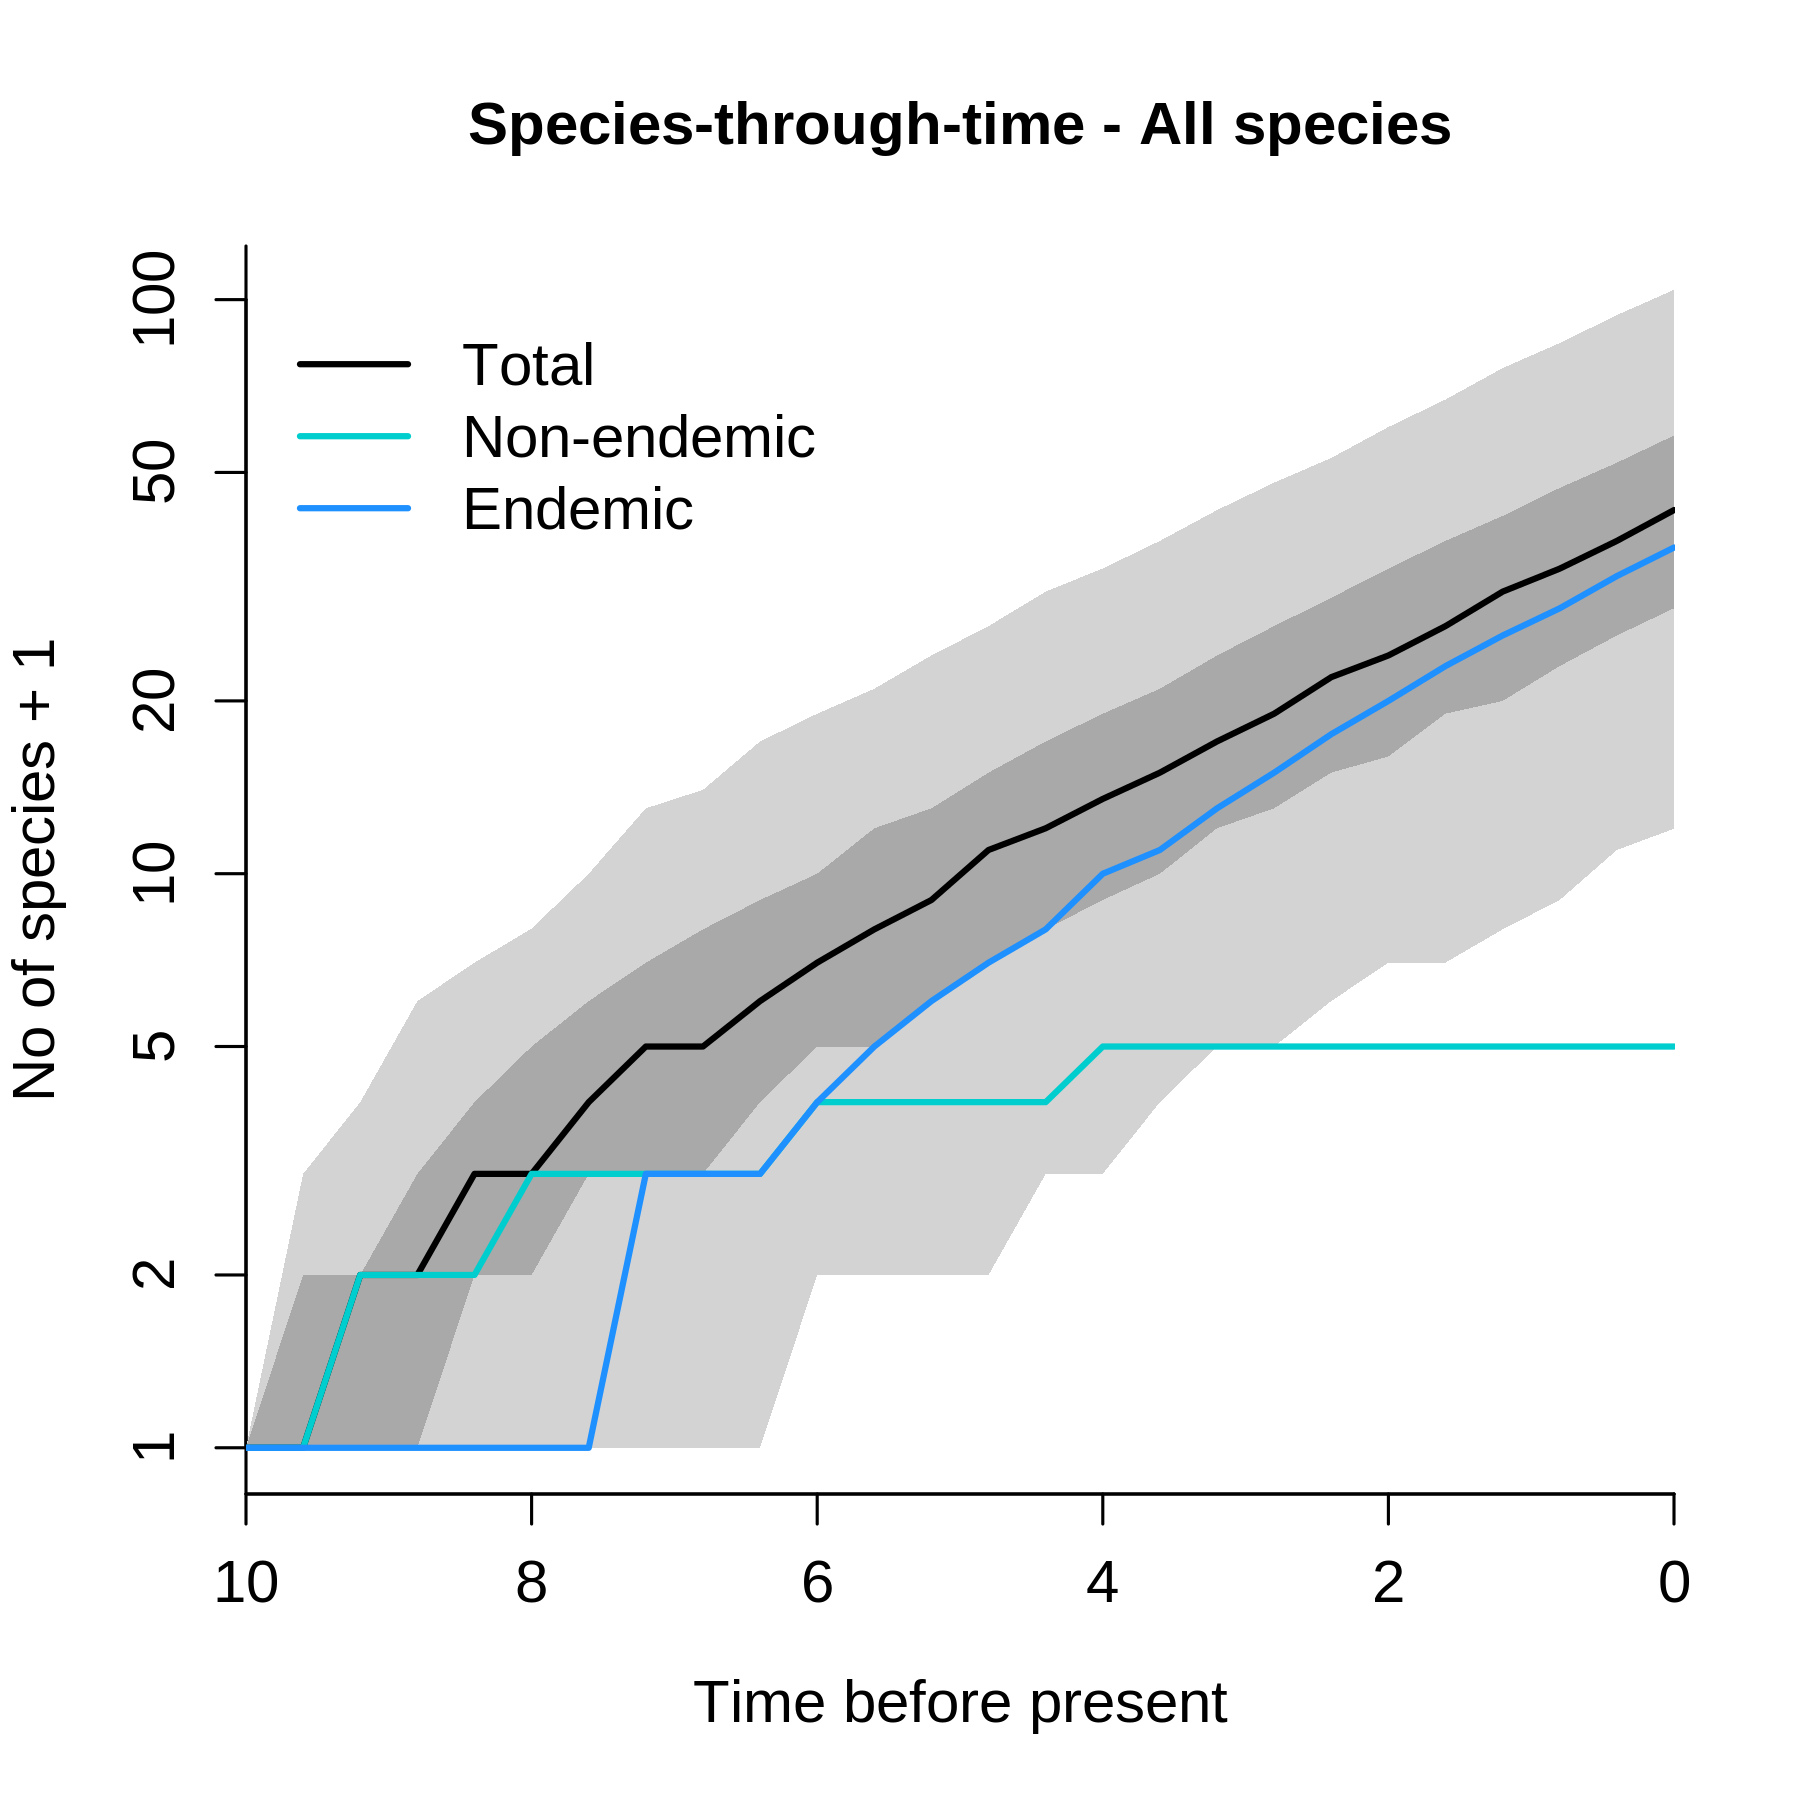 Species-through-time - All species
Total
Non-endemic
Endemic
No of species + 1
100
50
20
10
5
2
1
10 8 6 4 2 0
Time before present